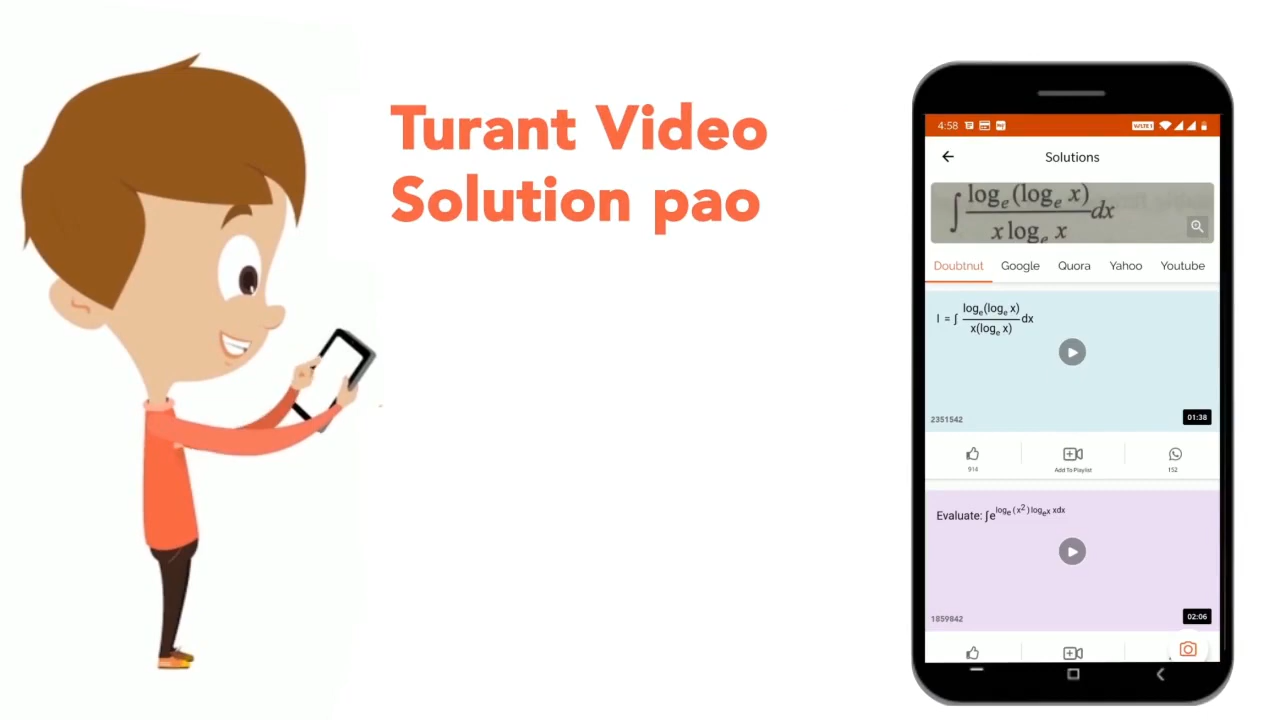 Turant Video
Solution pao
4:58
VoLTE1
Solutions
∫ logₑ(logₑ x) / x logₑ x dx
Doubtnut Google Quora Yahoo Youtube
I = ∫ logₑ(logₑ x) / x(logₑ x) dx
2351542 01:38
914 Add To Playlist 152
Evaluate: ∫e^logₑ(x²)logₑx xdx
1859842 02:06